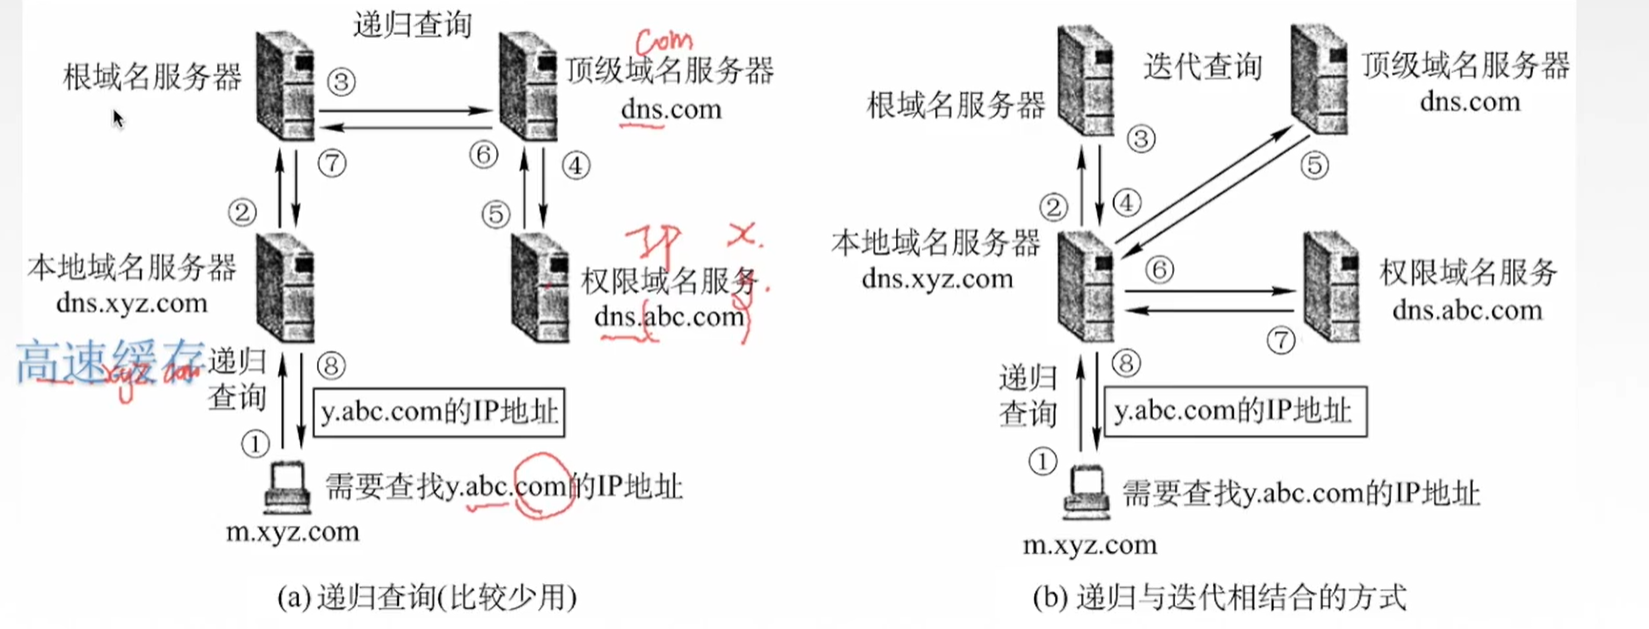 递归查询
com
根域名服务器
③
顶级域名服务器
dns.com
⑦
⑥
④
②
⑤
IP
x.
y.
本地域名服务器
dns.xyz.com
权限域名服务
dns.abc.com
高速缓存
xyz com
递归
查询
⑧
y.abc.com的IP地址
①
需要查找y.abc.com的IP地址
m.xyz.com
(a) 递归查询(比较少用)
迭代查询
顶级域名服务器
dns.com
根域名服务器
③
⑤
②
④
本地域名服务器
dns.xyz.com
⑥
权限域名服务
dns.abc.com
⑦
递归
查询
⑧
y.abc.com的IP地址
①
需要查找y.abc.com的IP地址
m.xyz.com
(b) 递归与迭代相结合的方式